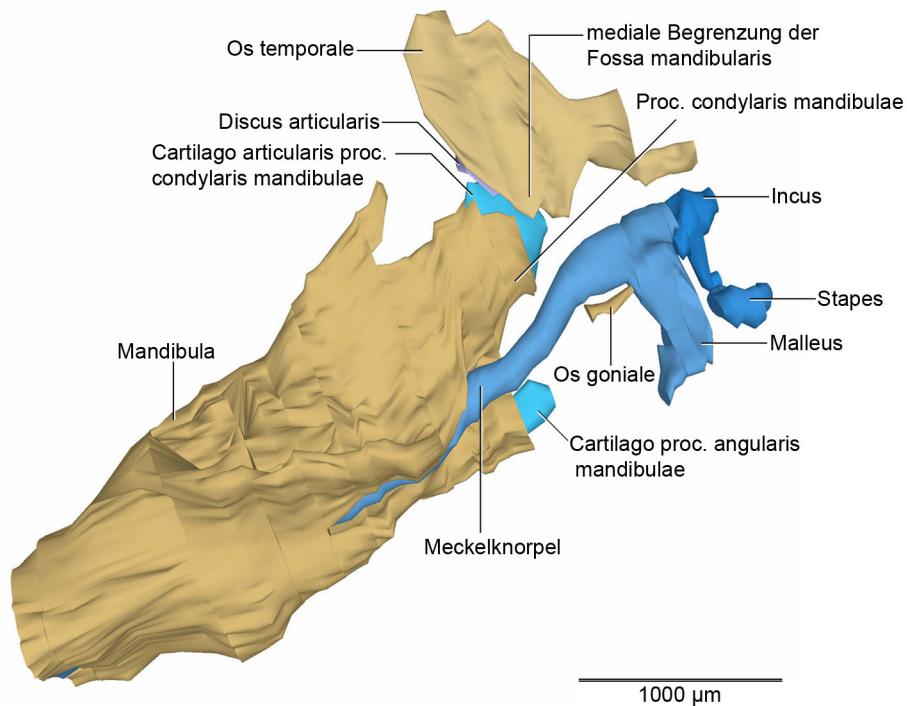 Os temporale
mediale Begrenzung der
Fossa mandibularis
Proc. condylaris mandibulae
Discus articularis
Cartilago articularis proc.
condylaris mandibulae
Incus
Stapes
Malleus
Mandibula
Os goniale
Cartilago proc. angularis
mandibulae
Meckelknorpel
1000 µm